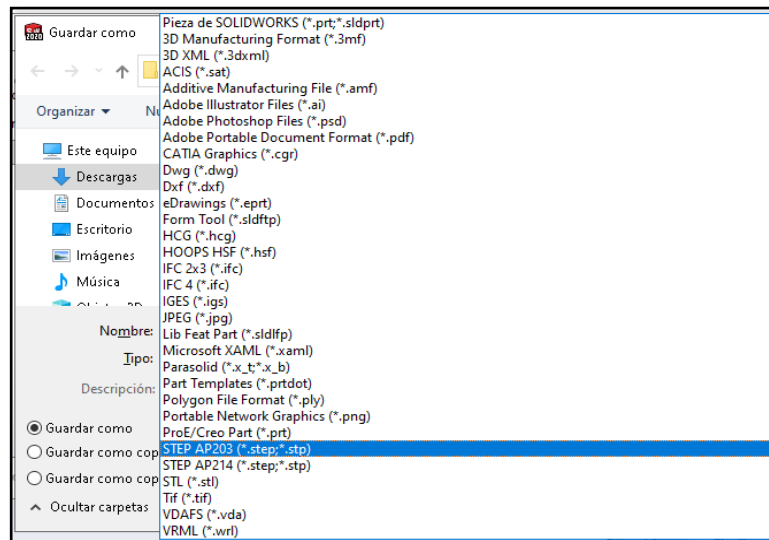 Guardar como
Organizar
Nu
Este equipo
Descargas
Documentos
Escritorio
Imágenes
Música
Nombre:
Tipo:
Descripción:
Guardar como
Guardar como cop
Guardar como cop
Ocultar carpetas
Pieza de SOLIDWORKS (*.prt;*.sldprt)
3D Manufacturing Format (*.3mf)
3D XML (*.3dxml)
ACIS (*.sat)
Additive Manufacturing File (*.amf)
Adobe Illustrator Files (*.ai)
Adobe Photoshop Files (*.psd)
Adobe Portable Document Format (*.pdf)
CATIA Graphics (*.cgr)
Dwg (*.dwg)
Dxf (*.dxf)
eDrawings (*.eprt)
Form Tool (*.sldftp)
HCG (*.hcg)
HOOPS HSF (*.hsf)
IFC 2x3 (*.ifc)
IFC 4 (*.ifc)
IGES (*.igs)
JPEG (*.jpg)
Lib Feat Part (*.sldlfp)
Microsoft XAML (*.xaml)
Parasolid (*.x_t;*.x_b)
Part Templates (*.prtdot)
Polygon File Format (*.ply)
Portable Network Graphics (*.png)
ProE/Creo Part (*.prt)
STEP AP203 (*.step;*.stp)
STEP AP214 (*.step;*.stp)
STL (*.stl)
Tif (*.tif)
VDAFS (*.vda)
VRML (*.wrl)